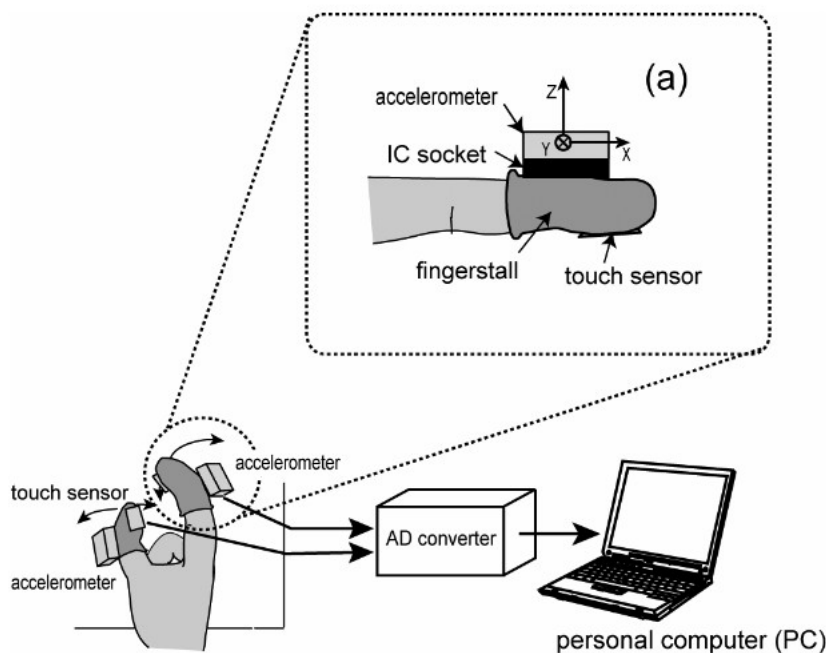 (a)
Z
accelerometer
Y
X
IC socket
fingerstall
touch sensor
accelerometer
touch sensor
AD converter
accelerometer
personal computer (PC)